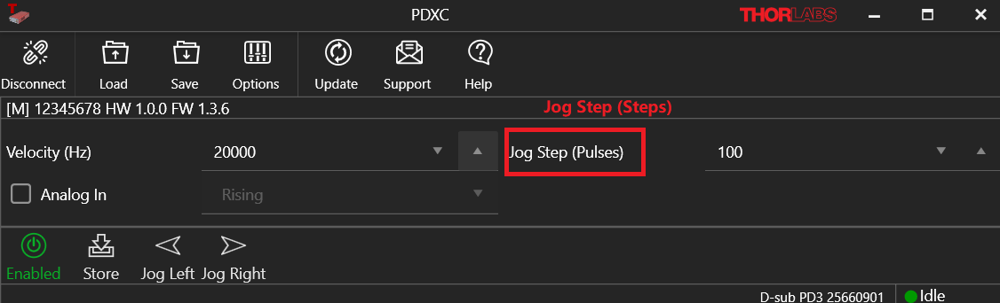 PDXC THORLABS
Disconnect Load Save Options Update Support Help
[M] 12345678 HW 1.0.0 FW 1.3.6 Jog Step (Steps)
Velocity (Hz) 20000 Jog Step (Pulses) 100
Analog In Rising
Enabled Store Jog Left Jog Right
D-sub PD3 25660901 Idle